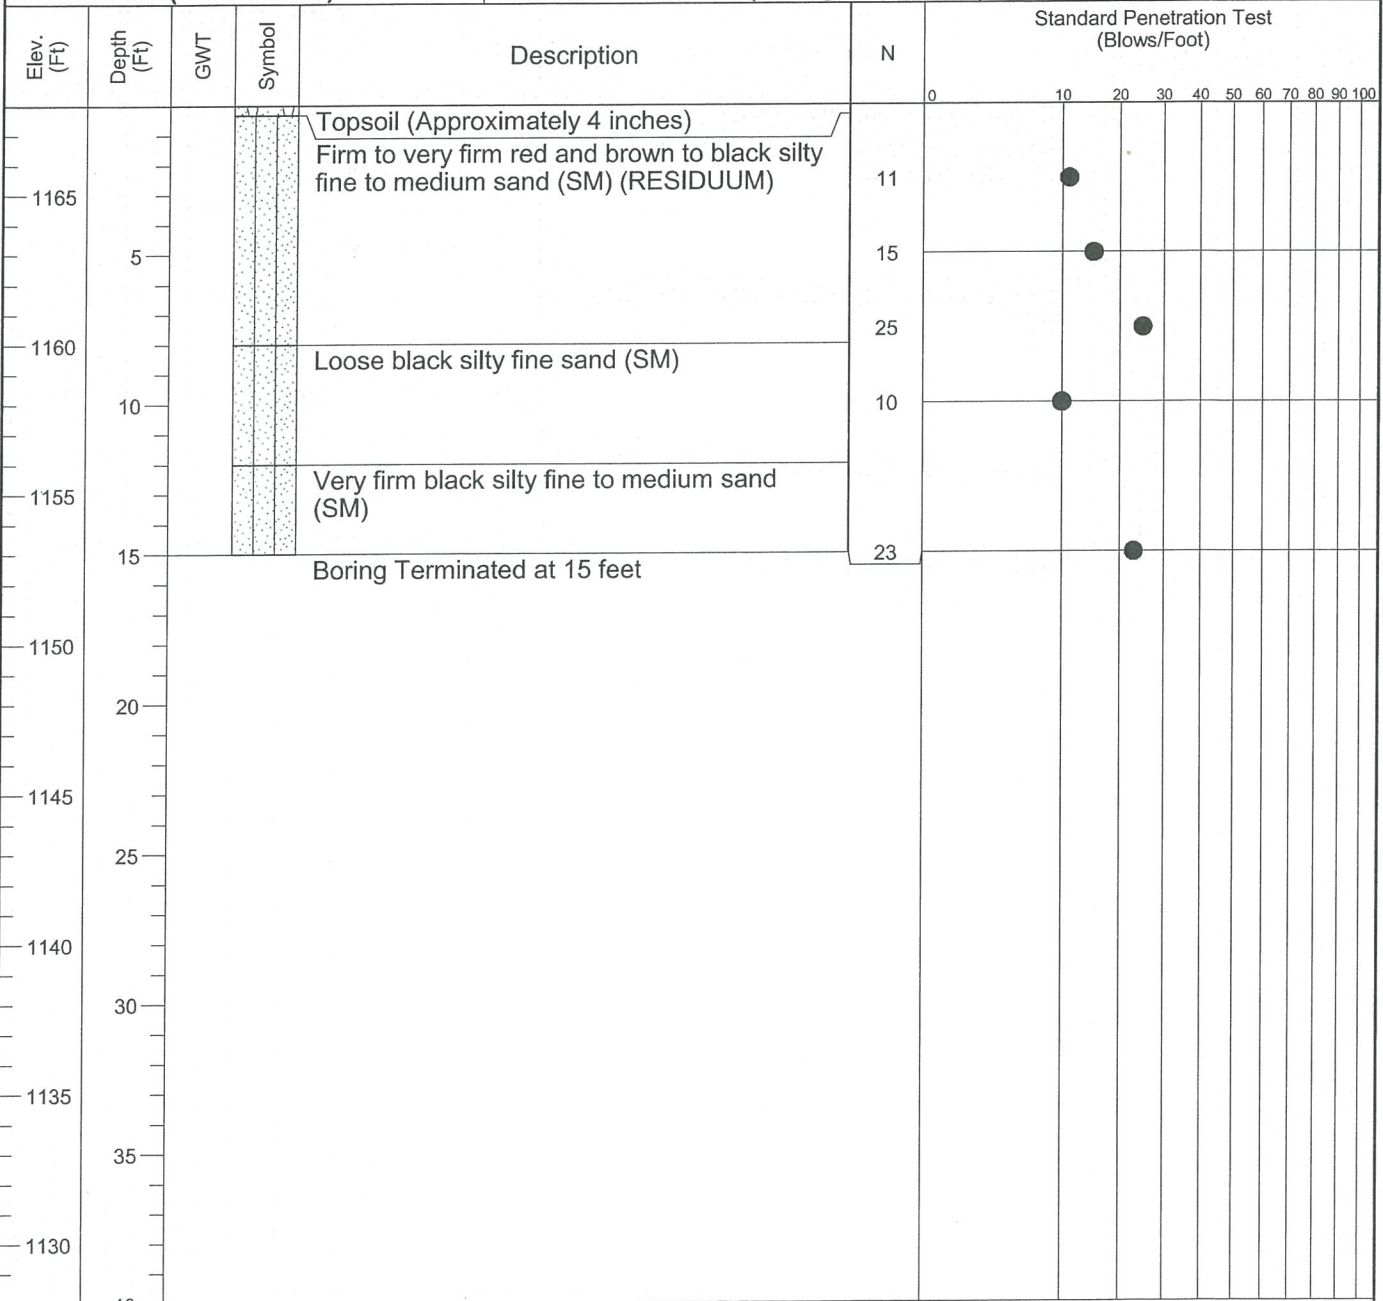 Elev. (Ft)
Depth (Ft)
GWT
Symbol
Description
N
Standard Penetration Test
(Blows/Foot)
0 10 20 30 40 50 60 70 80 90 100
Topsoil (Approximately 4 inches)
Firm to very firm red and brown to black silty
fine to medium sand (SM) (RESIDUUM)
11
1165
15
5
25
1160
Loose black silty fine sand (SM)
10
10
Very firm black silty fine to medium sand
(SM)
1155
15
23
Boring Terminated at 15 feet
1150
20
1145
25
1140
30
1135
35
1130